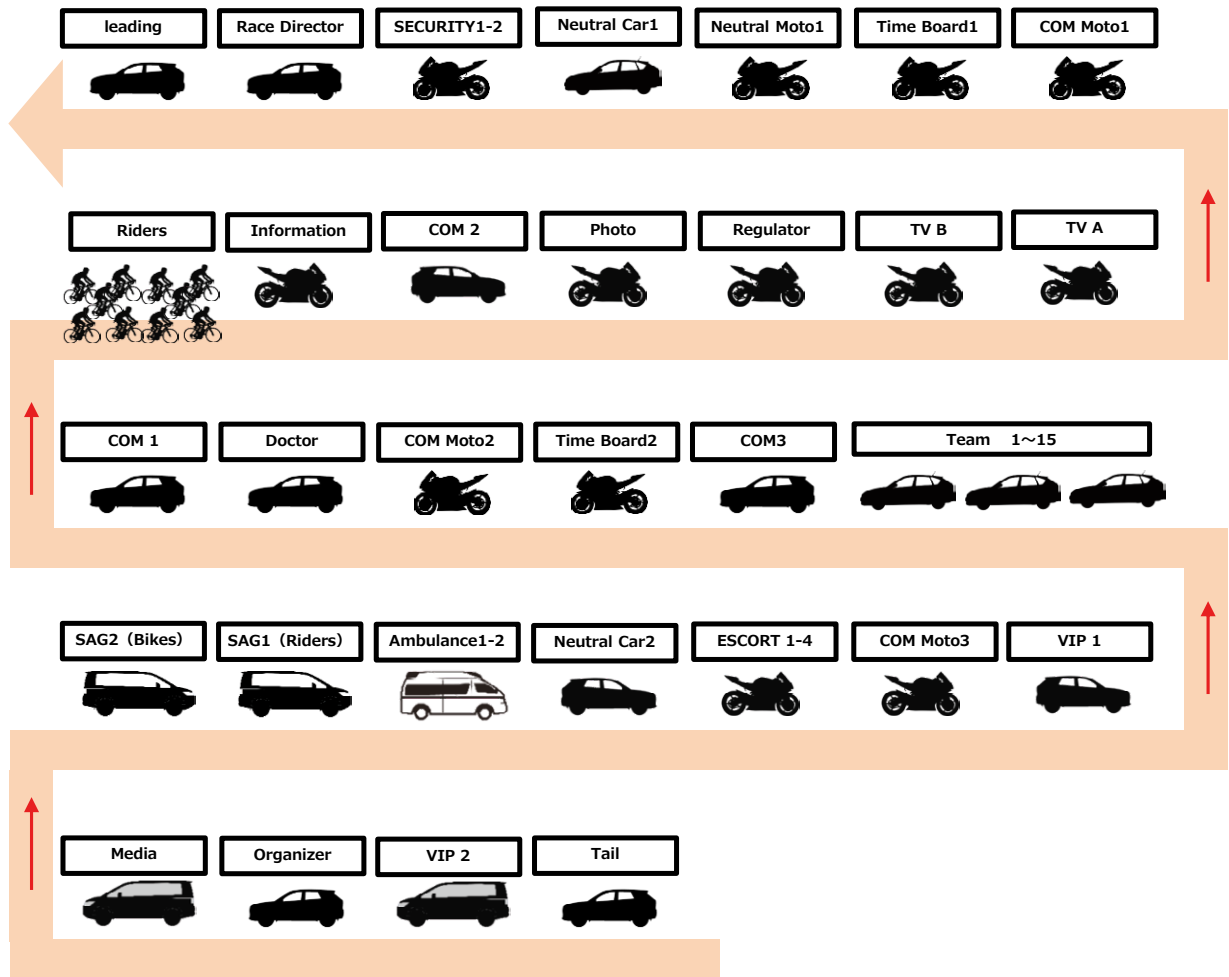 leading
Race Director
SECURITY1-2
Neutral Car1
Neutral Moto1
Time Board1
COM Moto1
Riders
Information
COM 2
Photo
Regulator
TV B
TV A
COM 1
Doctor
COM Moto2
Time Board2
COM3
Team　1～15
SAG2（Bikes）
SAG1（Riders）
Ambulance1-2
Neutral Car2
ESCORT 1-4
COM Moto3
VIP 1
Media
Organizer
VIP 2
Tail